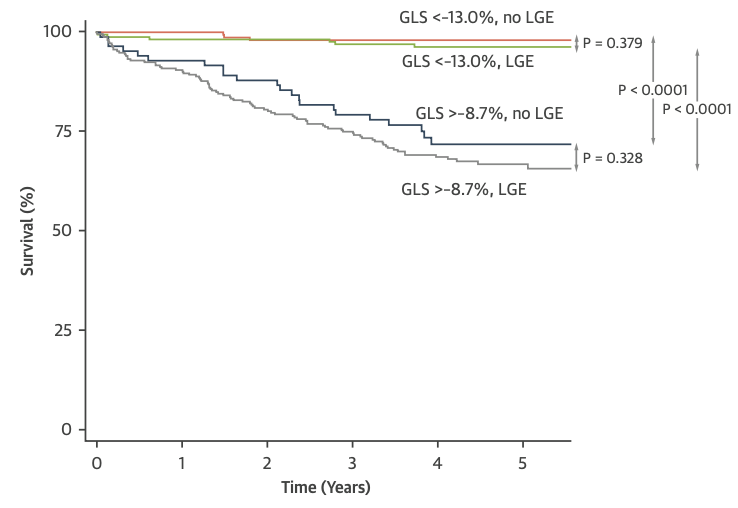 GLS <-13.0%, no LGE
100
P = 0.379
GLS <-13.0%, LGE
P < 0.0001
P < 0.0001
GLS >-8.7%, no LGE
75
P = 0.328
GLS >-8.7%, LGE
Survival (%)
50
25
0
0 1 2 3 4 5
Time (Years)